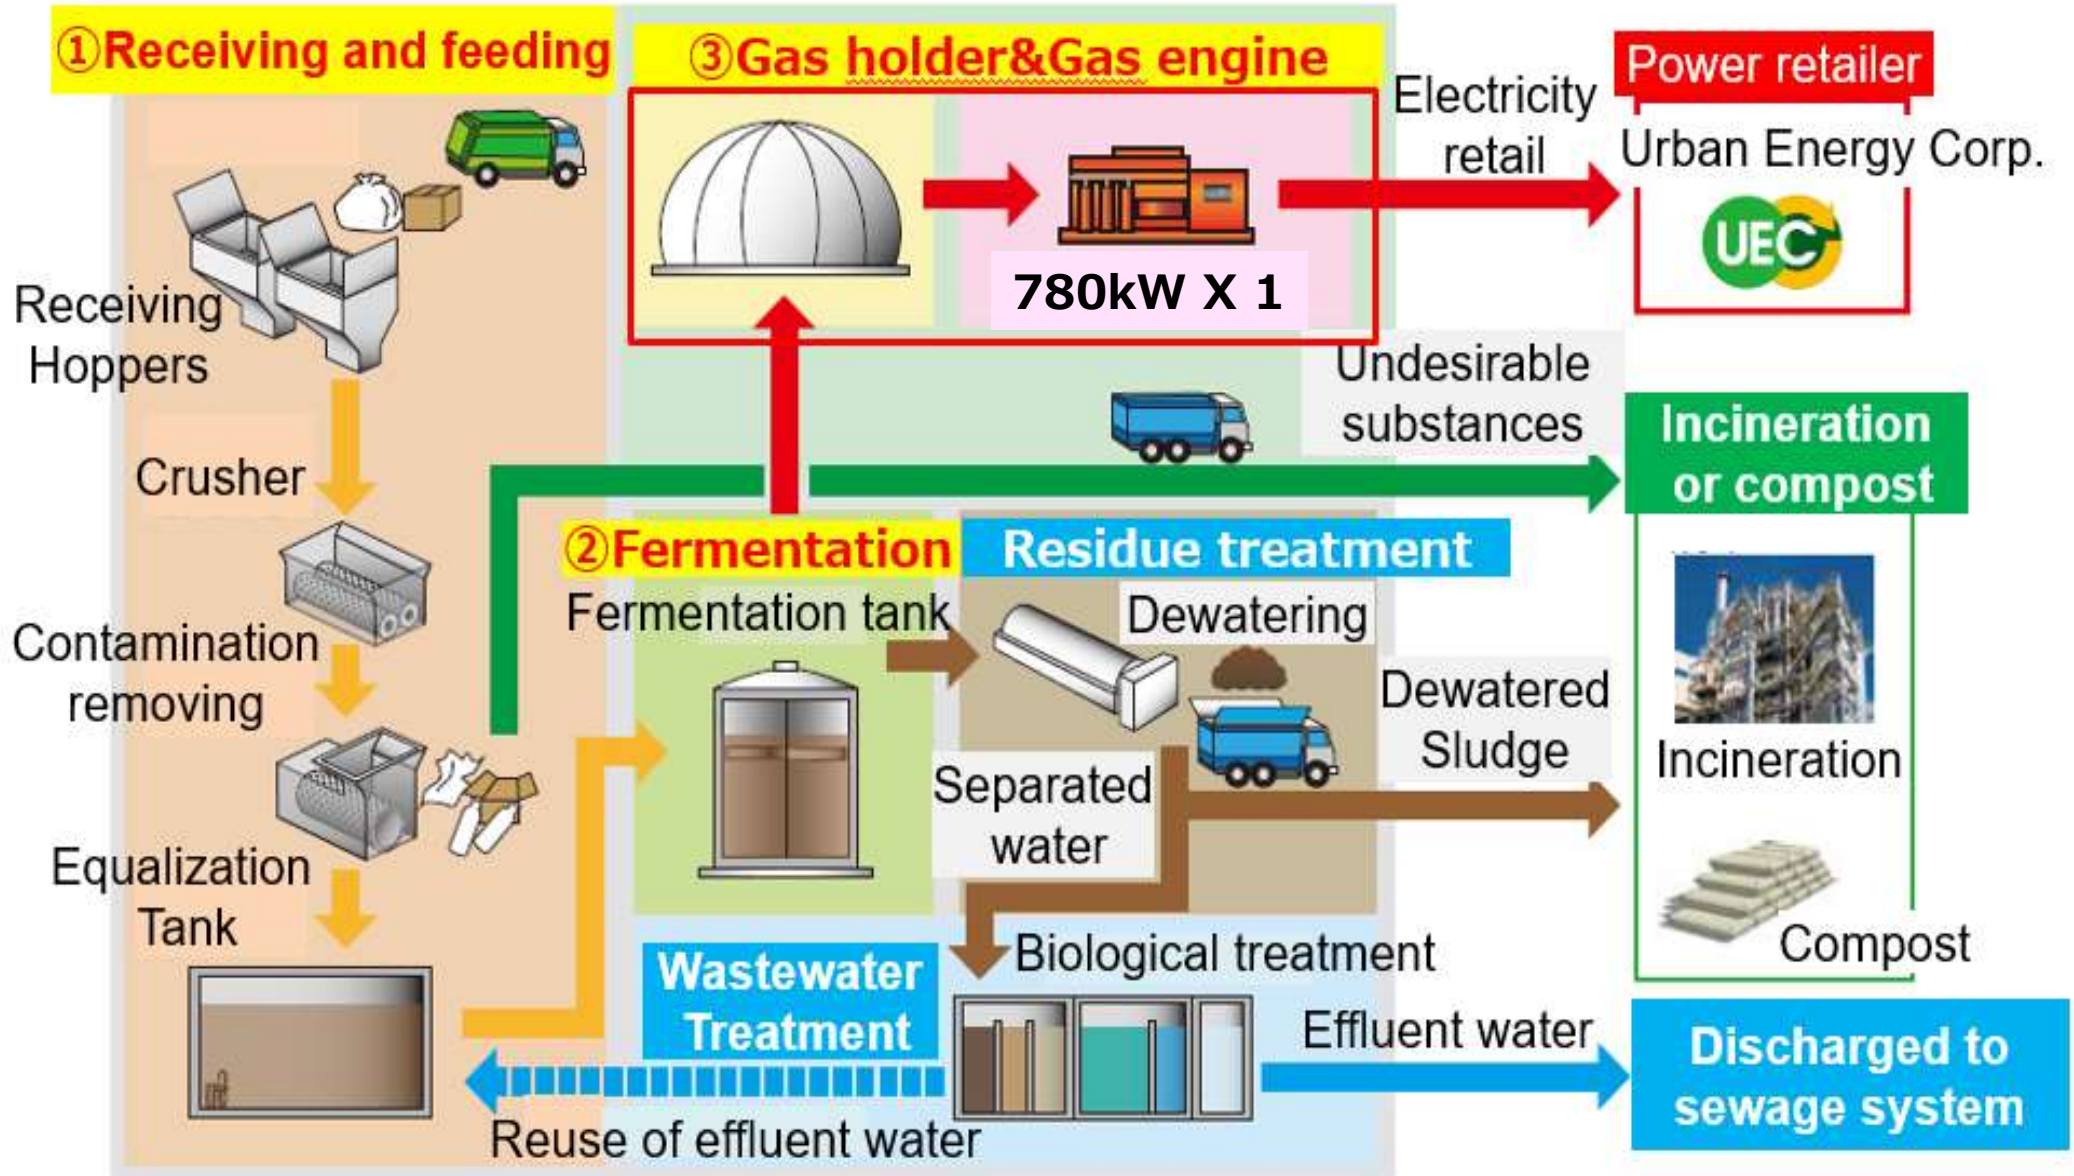 ①Receiving and feeding
③Gas holder&Gas engine
Power retailer
Electricity
retail
Urban Energy Corp.
UEC
780kW X 1
Receiving
Hoppers
Undesirable
substances
Incineration
or compost
Crusher
②Fermentation
Residue treatment
Fermentation tank
Dewatering
Contamination
removing
Dewatered
Sludge
Incineration
Separated
water
Equalization
Tank
Compost
Biological treatment
Wastewater
Treatment
Effluent water
Discharged to
sewage system
Reuse of effluent water